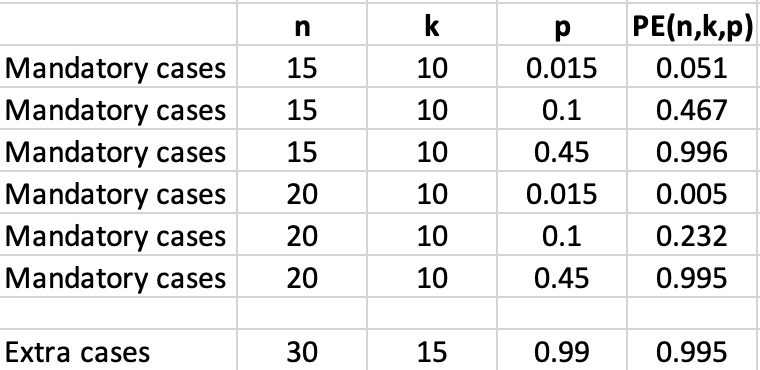 n k p PE(n,k,p)
Mandatory cases 15 10 0.015 0.051
Mandatory cases 15 10 0.1 0.467
Mandatory cases 15 10 0.45 0.996
Mandatory cases 20 10 0.015 0.005
Mandatory cases 20 10 0.1 0.232
Mandatory cases 20 10 0.45 0.995
Extra cases 30 15 0.99 0.995